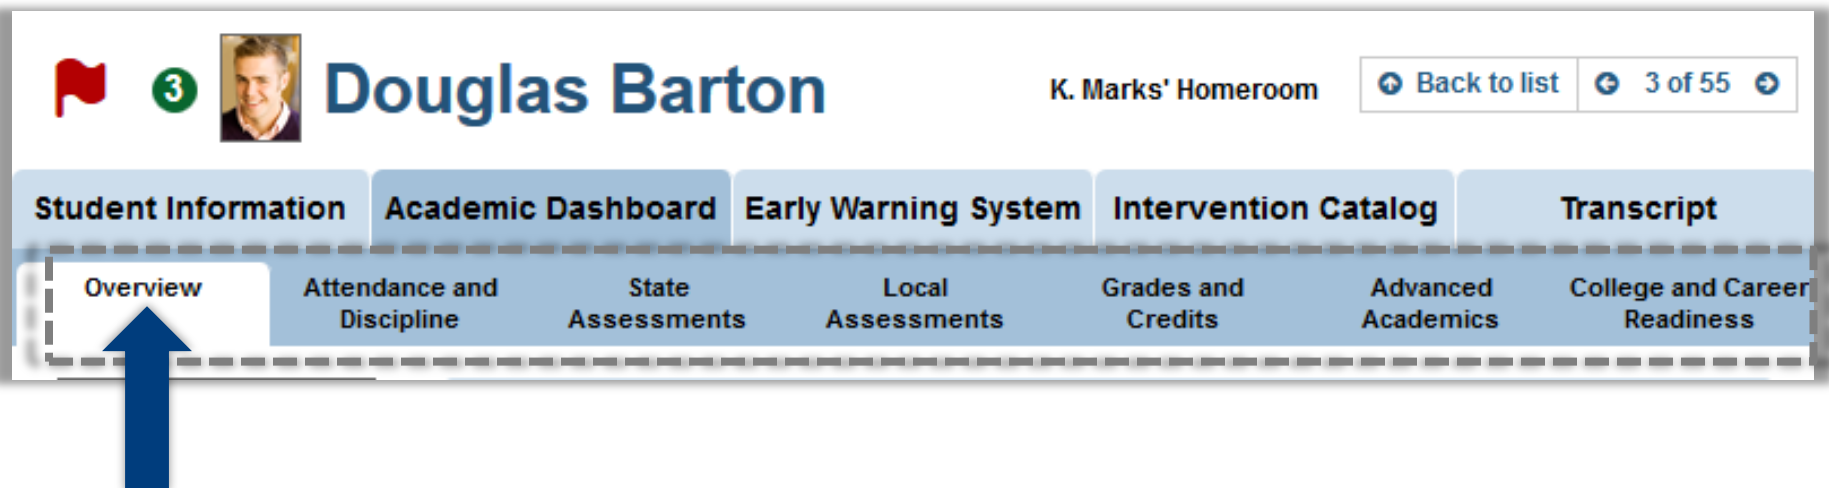 3 Douglas Barton K. Marks' Homeroom Back to list 3 of 55
Student Information Academic Dashboard Early Warning System Intervention Catalog Transcript
Overview Attendance and State Local Grades and Advanced College and Career
Discipline Assessments Assessments Credits Academics Readiness